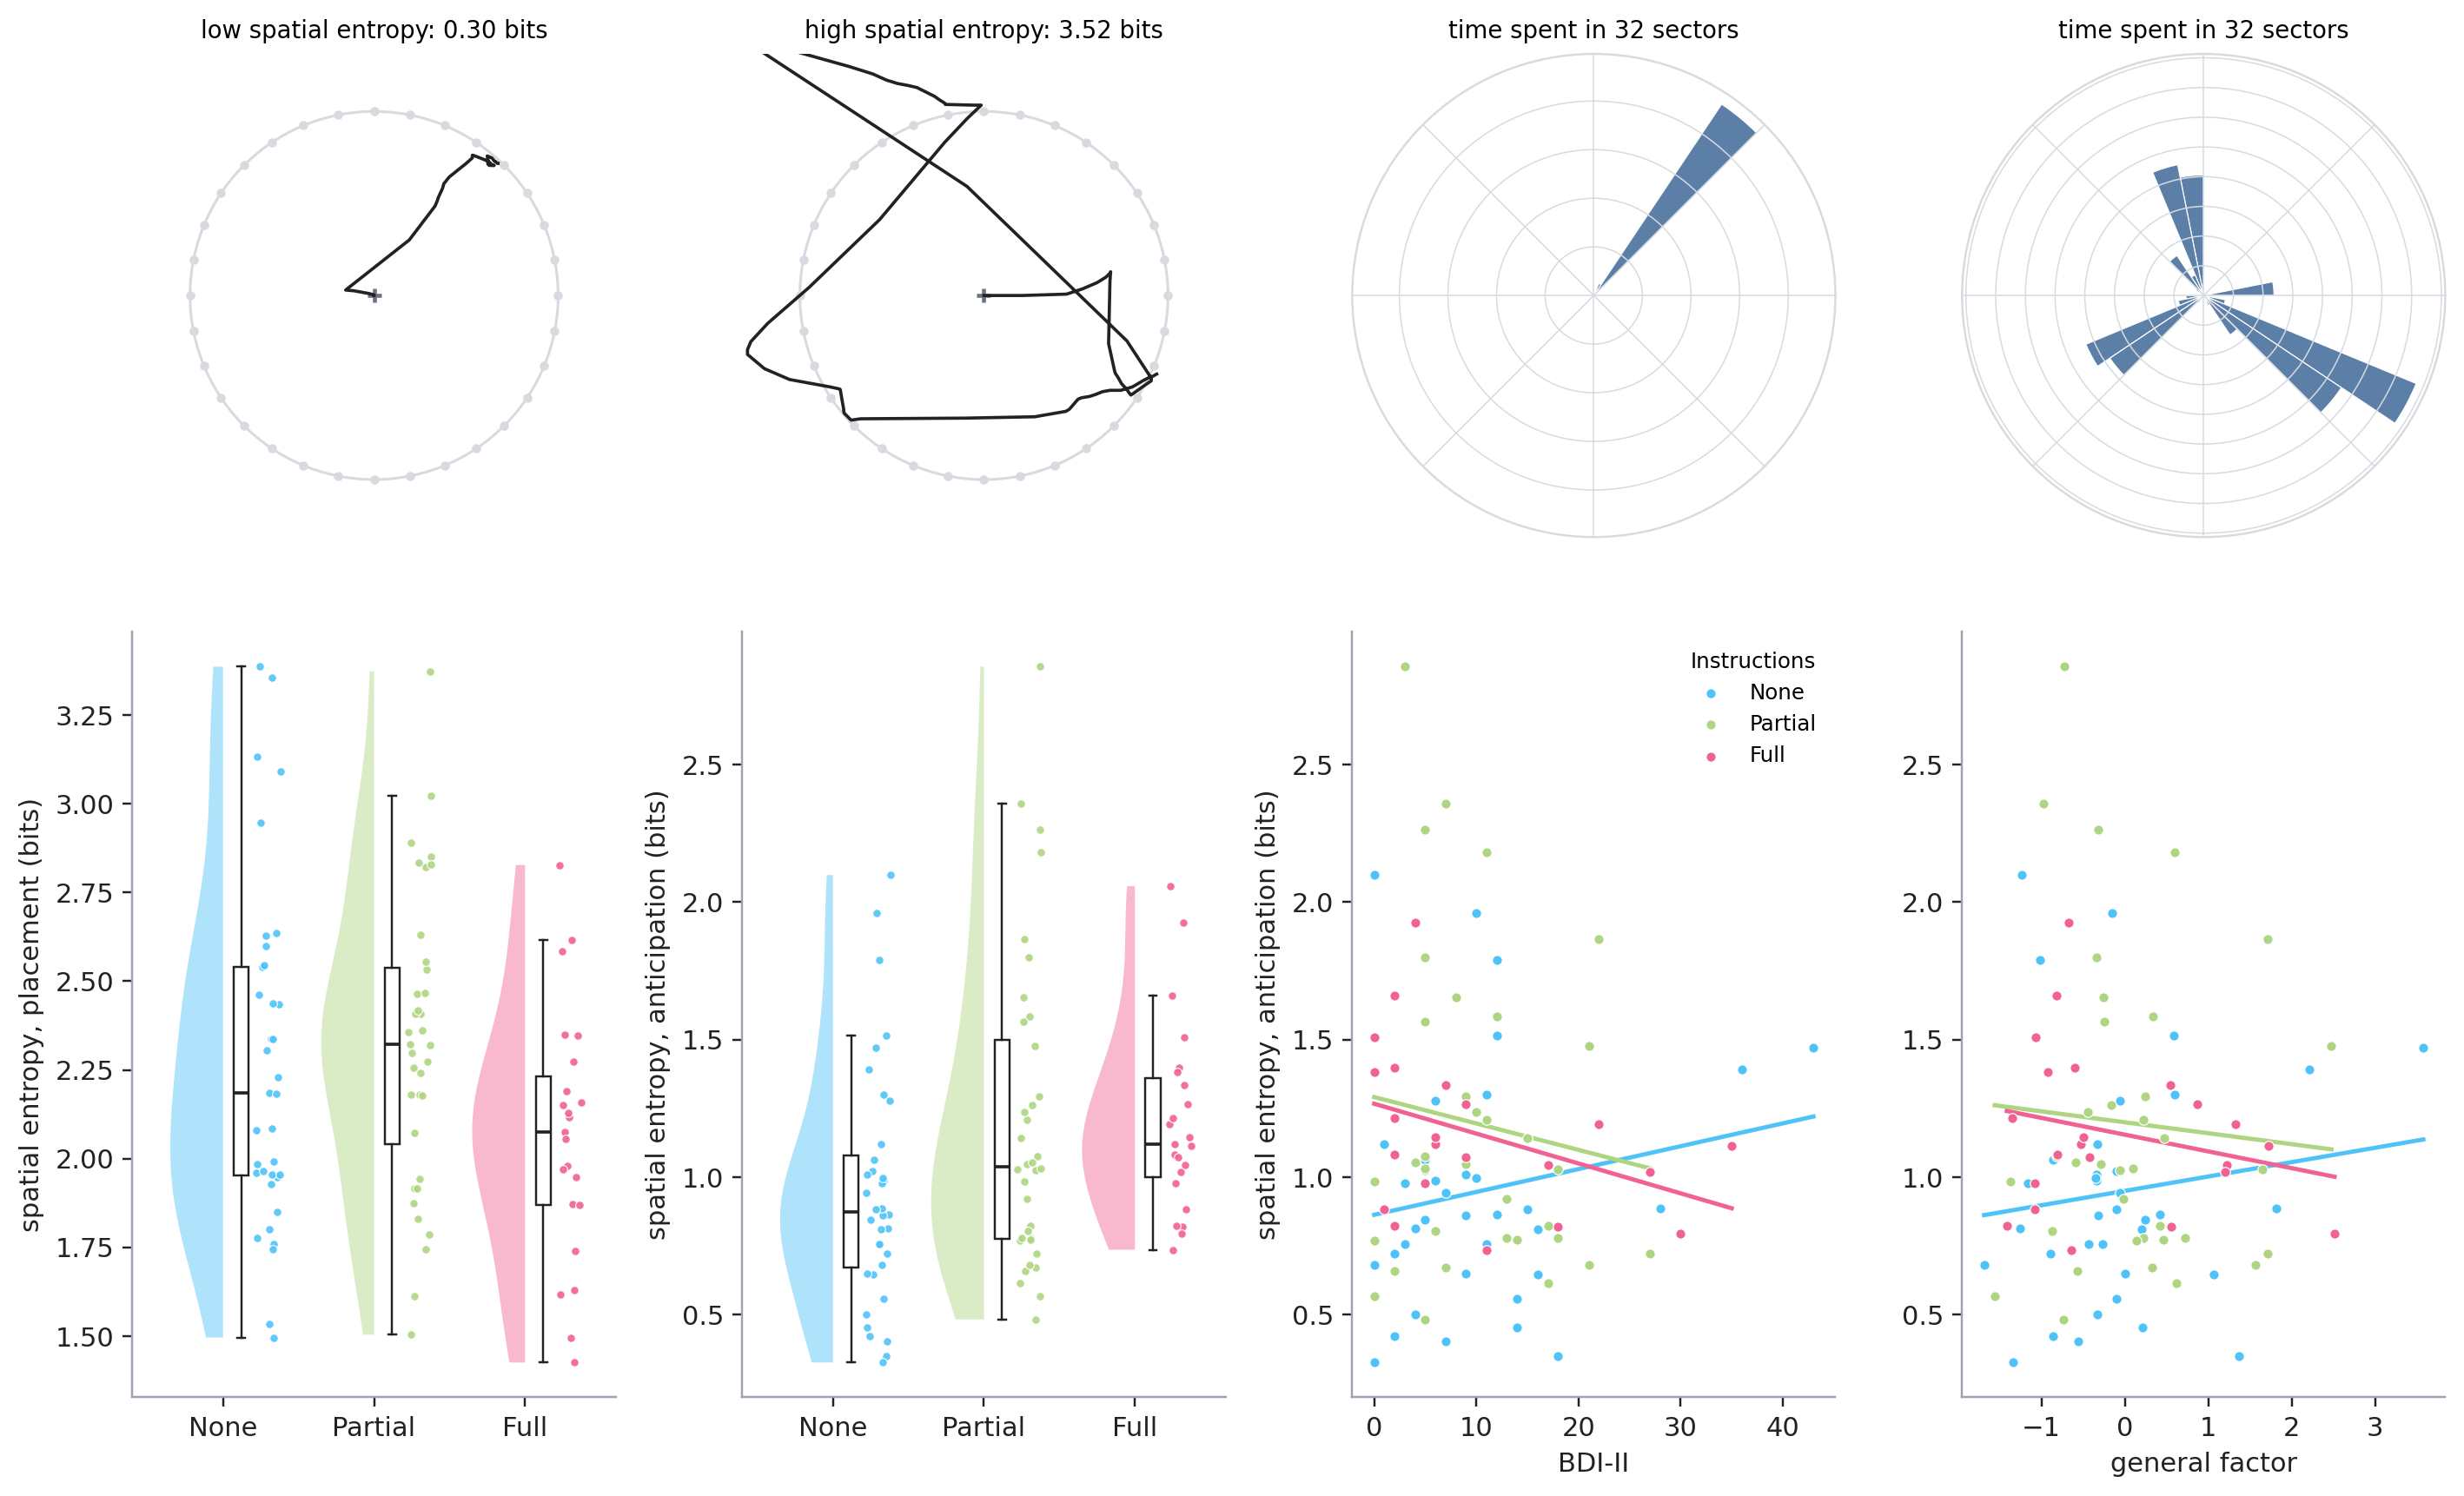 low spatial entropy: 0.30 bits
high spatial entropy: 3.52 bits
time spent in 32 sectors
time spent in 32 sectors
spatial entropy, placement (bits)
3.25
3.00
2.75
2.50
2.25
2.00
1.75
1.50
None
Partial
Full
spatial entropy, anticipation (bits)
2.5
2.0
1.5
1.0
0.5
None
Partial
Full
spatial entropy, anticipation (bits)
2.5
2.0
1.5
1.0
0.5
Instructions
None
Partial
Full
0 10 20 30 40
BDI-II
2.5
2.0
1.5
1.0
0.5
−1 0 1 2 3
general factor